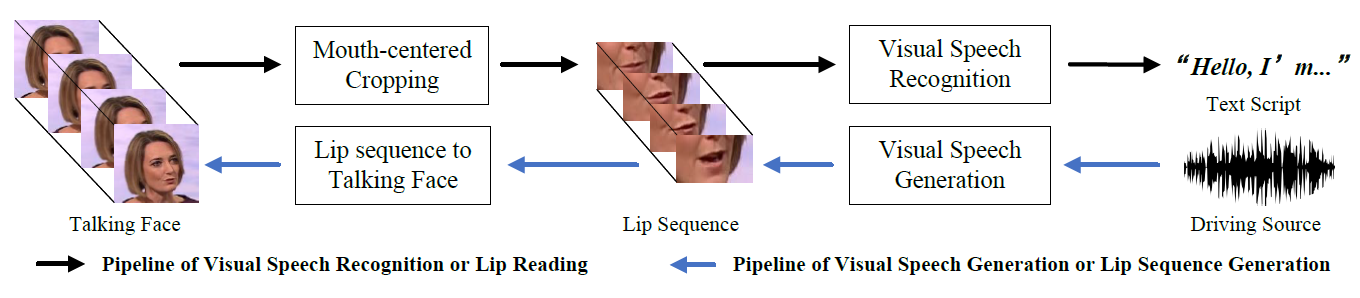 Mouth-centered
Cropping
Visual Speech
Recognition
“Hello, I’m...”
Text Script
Lip sequence to
Talking Face
Visual Speech
Generation
Talking Face
Lip Sequence
Driving Source
Pipeline of Visual Speech Recognition or Lip Reading
Pipeline of Visual Speech Generation or Lip Sequence Generation